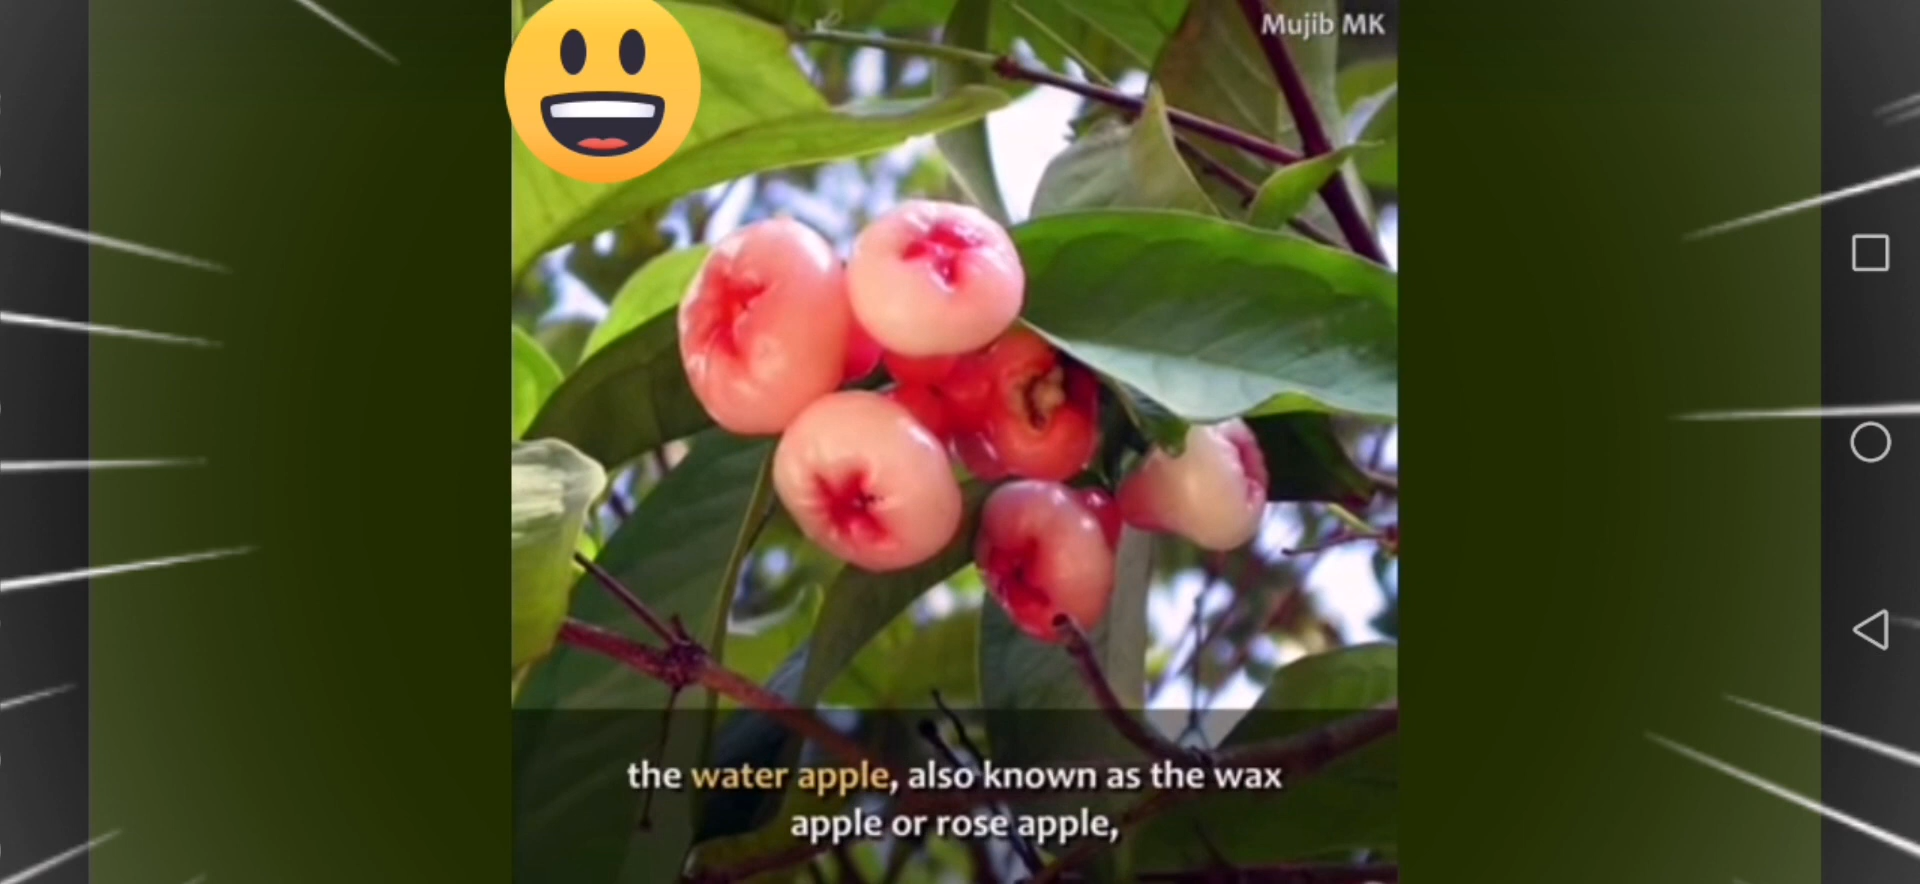 Mujib MK
the water apple, also known as the wax
apple or rose apple,